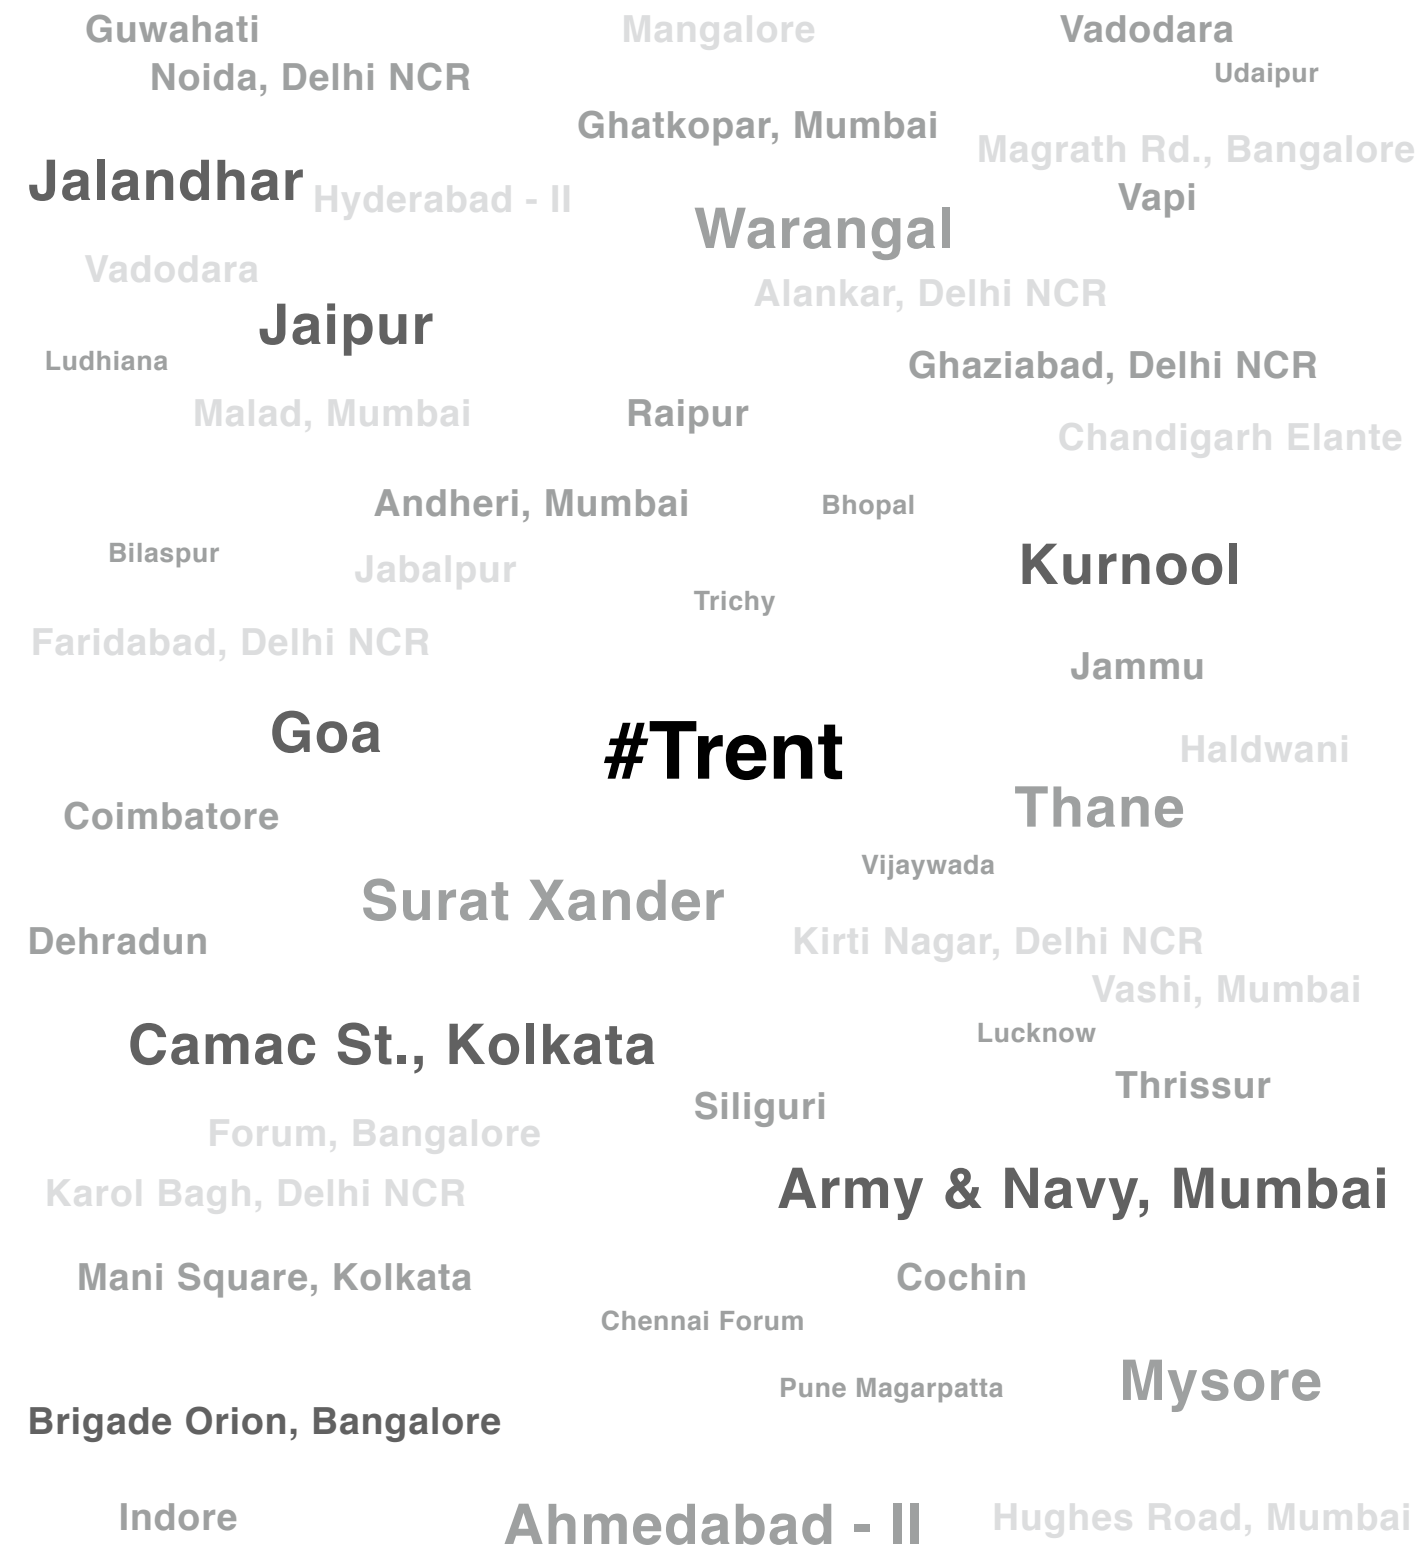 Guwahati
Mangalore
Vadodara
Noida, Delhi NCR
Udaipur
Ghatkopar, Mumbai
Magrath Rd., Bangalore
Jalandhar
Hyderabad - II
Vapi
Warangal
Vadodara
Alankar, Delhi NCR
Jaipur
Ludhiana
Ghaziabad, Delhi NCR
Malad, Mumbai
Raipur
Chandigarh Elante
Andheri, Mumbai
Bhopal
Bilaspur
Jabalpur
Kurnool
Trichy
Faridabad, Delhi NCR
Jammu
Goa
#Trent
Haldwani
Coimbatore
Thane
Vijaywada
Surat Xander
Dehradun
Kirti Nagar, Delhi NCR
Vashi, Mumbai
Camac St., Kolkata
Lucknow
Thrissur
Siliguri
Forum, Bangalore
Karol Bagh, Delhi NCR
Army & Navy, Mumbai
Mani Square, Kolkata
Cochin
Chennai Forum
Pune Magarpatta
Mysore
Brigade Orion, Bangalore
Indore
Ahmedabad - II
Hughes Road, Mumbai